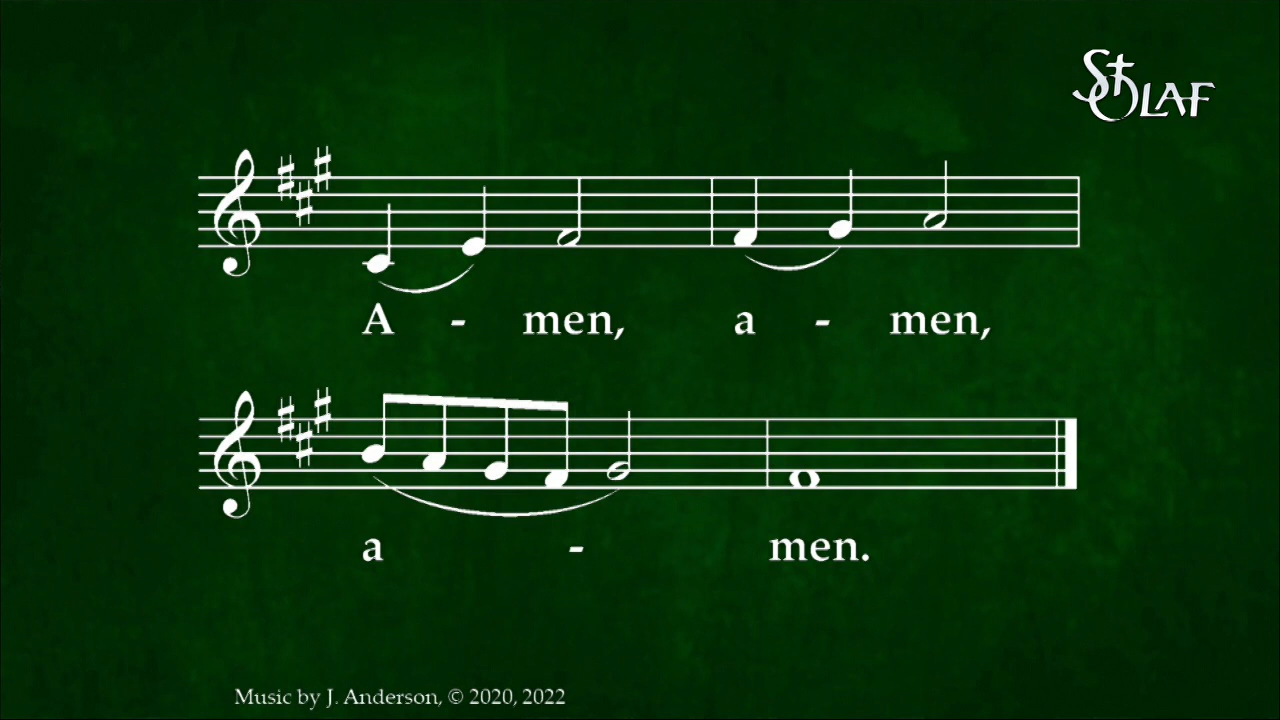 St OLAF
A - men, a - men,
a - men.
Music by J. Anderson, © 2020, 2022